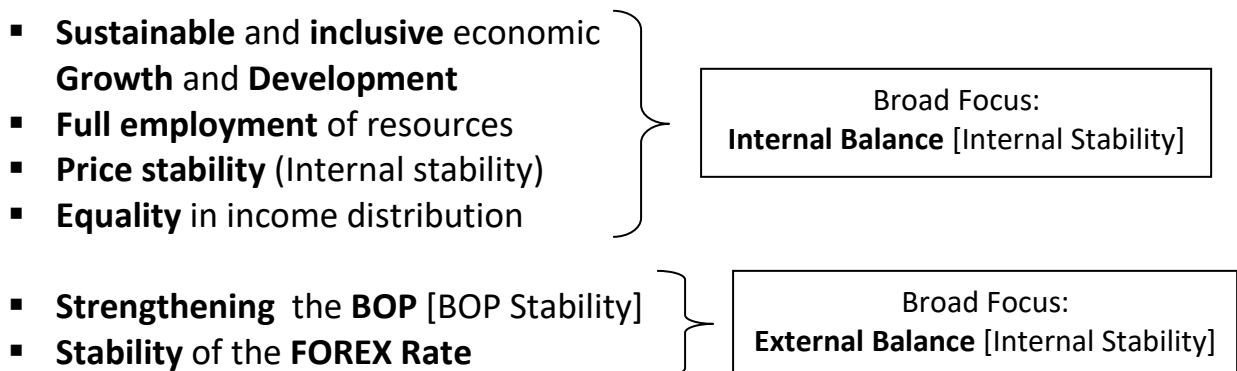 ▪ Sustainable and inclusive economic
Growth and Development
▪ Full employment of resources
▪ Price stability (Internal stability)
▪ Equality in income distribution
Broad Focus:
Internal Balance [Internal Stability]
▪ Strengthening the BOP [BOP Stability]
▪ Stability of the FOREX Rate
Broad Focus:
External Balance [Internal Stability]